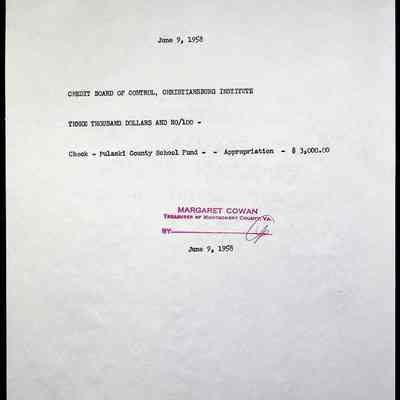 June 9, 1958
CREDIT BOARD OF CONTROL, CHRISTIANSBURG INSTITUTE
THREE THOUSAND DOLLARS AND NO/100 -
Check - Pulaski County School Fund - - Appropriation - $ 3,000.00
MARGARET COWAN
TREASURER OF MONTGOMERY COUNTY, VA.
BY
June 9, 1958